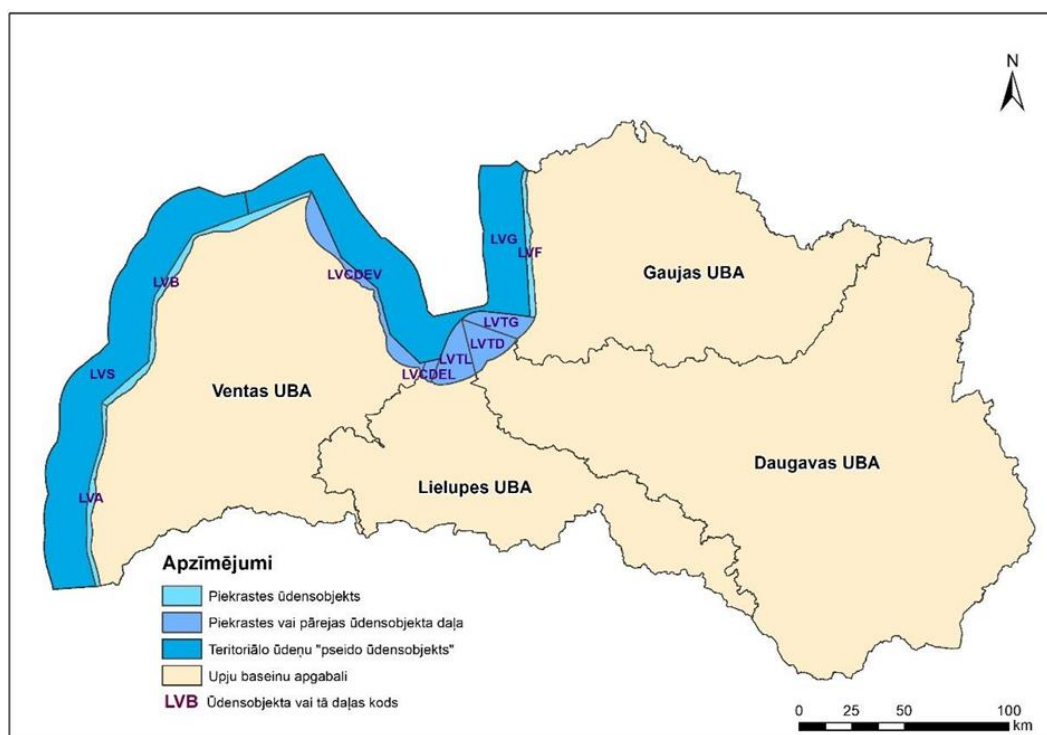 N
LVG
LVF
LVCDEV
LVB
Gaujas UBA
LVTG
LVTD
LVTL
LVCDEL
LVS
Ventas UBA
Daugavas UBA
Lielupes UBA
LVA
Apzīmējumi
Piekrastes ūdensobjekts
Piekrastes vai pārejas ūdensobjekta daļa
Teritoriālo ūdeņu "pseido ūdensobjekts"
Upju baseinu apgabali
LVB Ūdensobjekta vai tā daļas kods
0 25 50 100
km